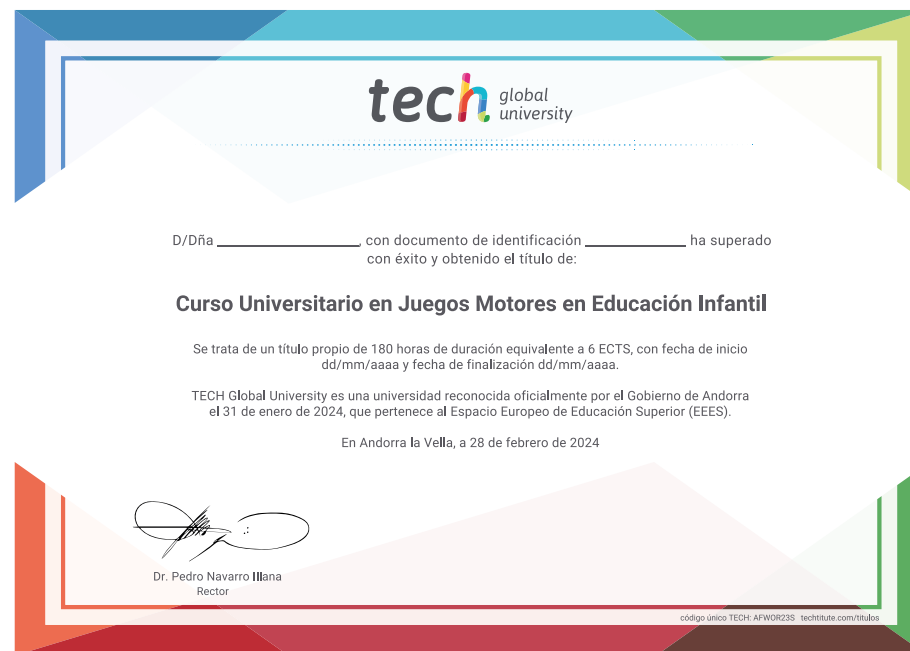 tech global university
D/Dña ____________________, con documento de identificación ______________ ha superado
con éxito y obtenido el título de:
Curso Universitario en Juegos Motores en Educación Infantil
Se trata de un título propio de 180 horas de duración equivalente a 6 ECTS, con fecha de inicio
dd/mm/aaaa y fecha de finalización dd/mm/aaaa.
TECH Global University es una universidad reconocida oficialmente por el Gobierno de Andorra
el 31 de enero de 2024, que pertenece al Espacio Europeo de Educación Superior (EEES).
En Andorra la Vella, a 28 de febrero de 2024
Dr. Pedro Navarro Illana
Rector
código único TECH: AFWOR23S techtitute.com/titulos